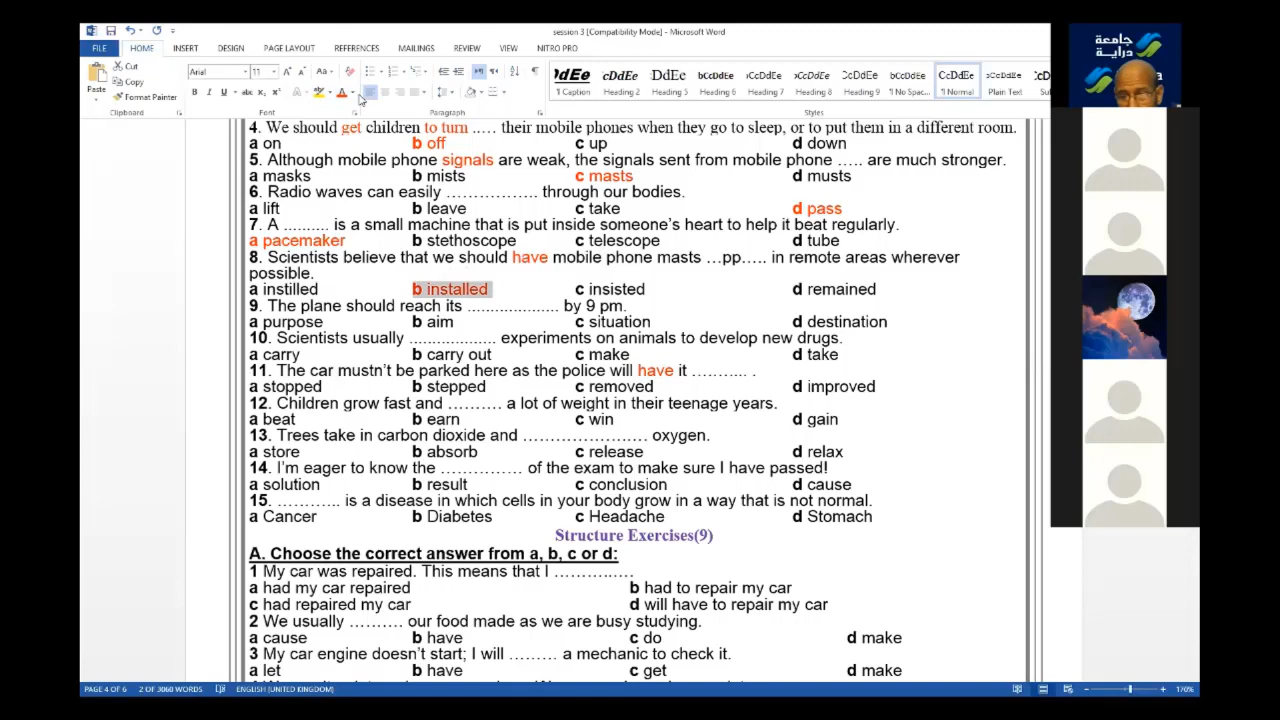 session 3 [Compatibility Mode] - Microsoft Word
FILE HOME INSERT DESIGN PAGE LAYOUT REFERENCES MAILINGS REVIEW VIEW NITRO PRO
Paste Cut Copy Format Painter
Arial 11
B I U abc x₂ x²
Font Paragraph Styles
¶ Caption Heading 2 Heading 5 Heading 6 Heading 7 Heading 8 Heading 9 ¶ No Spac... ¶ Normal Plain Text
جامعة
دراية
4. We should get children to turn ..… their mobile phones when they go to sleep, or to put them in a different room.
a on b off c up d down
5. Although mobile phone signals are weak, the signals sent from mobile phone ….. are much stronger.
a masks b mists c masts d musts
6. Radio waves can easily ……………. through our bodies.
a lift b leave c take d pass
7. A .......... is a small machine that is put inside someone’s heart to help it beat regularly.
a pacemaker b stethoscope c telescope d tube
8. Scientists believe that we should have mobile phone masts …pp….. in remote areas wherever
possible.
a instilled b installed c insisted d remained
9. The plane should reach its .................... by 9 pm.
a purpose b aim c situation d destination
10. Scientists usually .................. experiments on animals to develop new drugs.
a carry b carry out c make d take
11. The car mustn’t be parked here as the police will have it ……….. .
a stopped b stepped c removed d improved
12. Children grow fast and ………. a lot of weight in their teenage years.
a beat b earn c win d gain
13. Trees take in carbon dioxide and …………………. oxygen.
a store b absorb c release d relax
14. I’m eager to know the …………… of the exam to make sure I have passed!
a solution b result c conclusion d cause
15. ……….. is a disease in which cells in your body grow in a way that is not normal.
a Cancer b Diabetes c Headache d Stomach
Structure Exercises(9)
A. Choose the correct answer from a, b, c or d:
1 My car was repaired. This means that I …………..
a had my car repaired b had to repair my car
c had repaired my car d will have to repair my car
2 We usually ……… our food made as we are busy studying.
a cause b have c do d make
3 My car engine doesn’t start; I will ……… a mechanic to check it.
a let b have c get d make
PAGE 4 OF 6 2 OF 3060 WORDS ENGLISH (UNITED KINGDOM) 170%